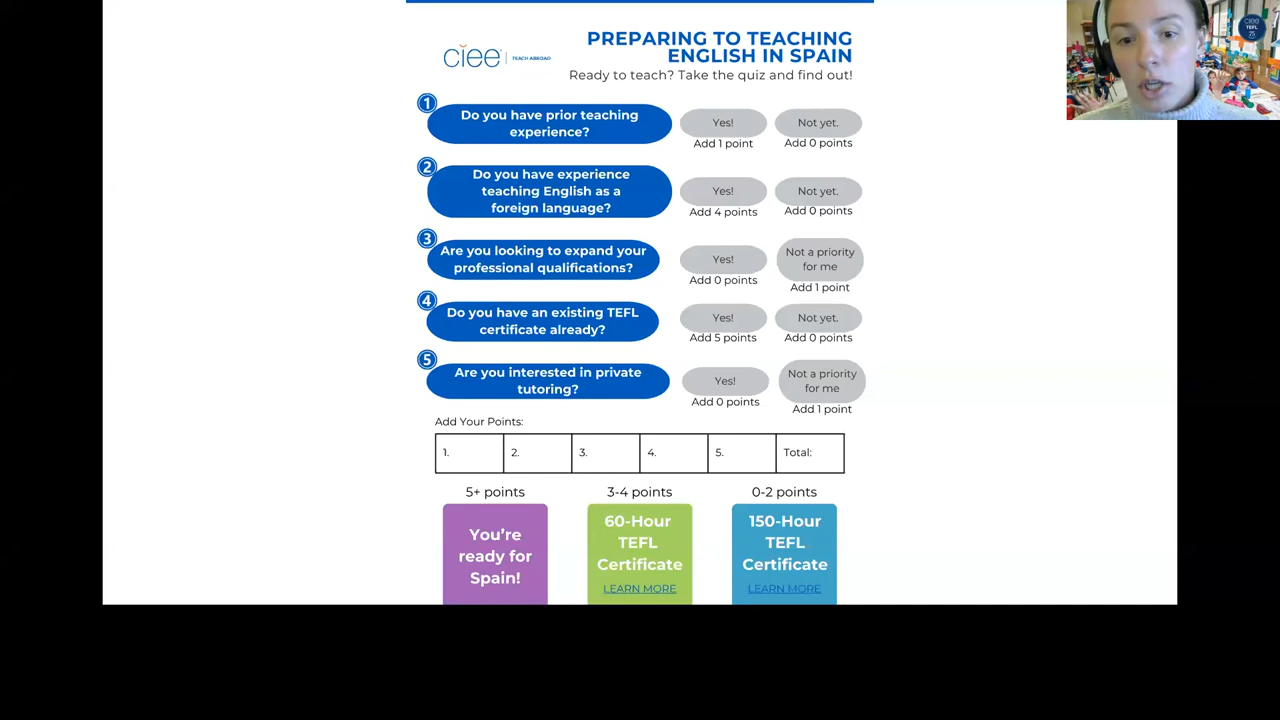 ciee
TEACH ABROAD
PREPARING TO TEACHING
ENGLISH IN SPAIN
Ready to teach? Take the quiz and find out!
1
Do you have prior teaching
experience?
Yes!
Add 1 point
Not yet.
Add 0 points
2
Do you have experience
teaching English as a
foreign language?
Yes!
Add 4 points
Not yet.
Add 0 points
3
Are you looking to expand your
professional qualifications?
Yes!
Add 0 points
Not a priority
for me
Add 1 point
4
Do you have an existing TEFL
certificate already?
Yes!
Add 5 points
Not yet.
Add 0 points
5
Are you interested in private
tutoring?
Yes!
Add 0 points
Not a priority
for me
Add 1 point
Add Your Points:
1. 2. 3. 4. 5. Total:
5+ points
You're
ready for
Spain!
3-4 points
60-Hour
TEFL
Certificate
LEARN MORE
0-2 points
150-Hour
TEFL
Certificate
LEARN MORE
ciee
TEFL